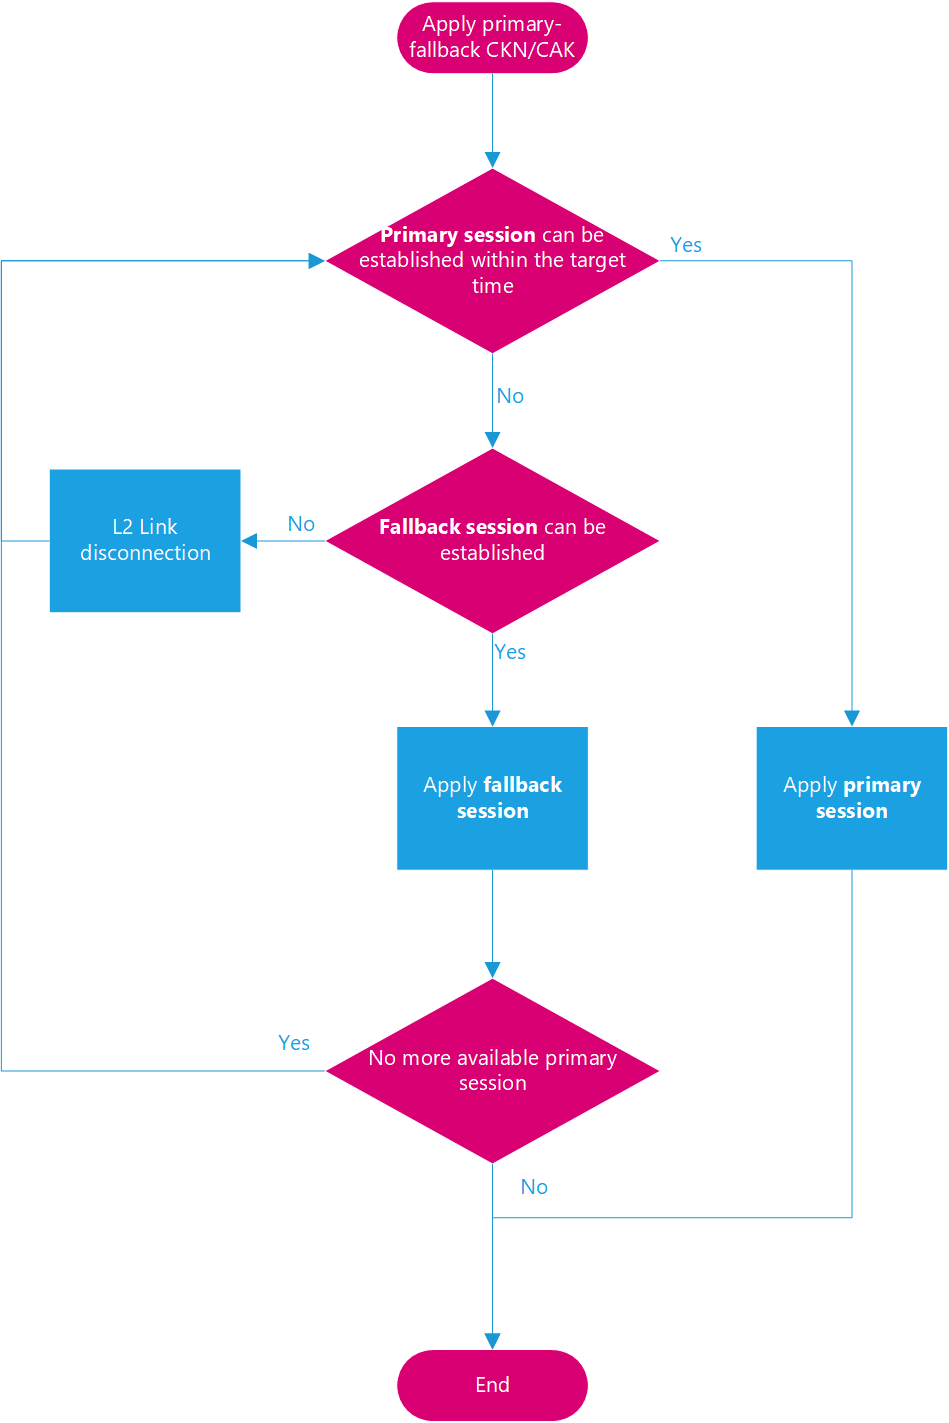 Apply primary-
fallback CKN/CAK
Primary session can be
established within the target
time
Yes
No
Fallback session can be
established
No
L2 Link
disconnection
Yes
Apply fallback
session
Apply primary
session
No more available primary
session
Yes
No
End